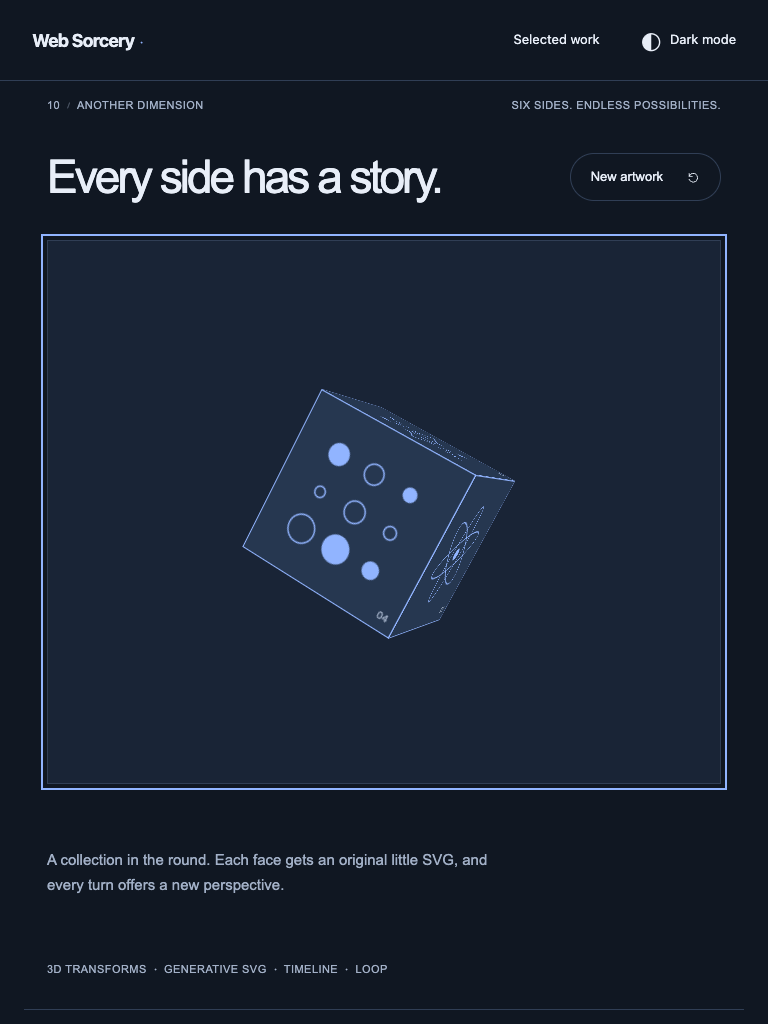 Web Sorcery ·
Selected work
Dark mode
10 / ANOTHER DIMENSION
SIX SIDES. ENDLESS POSSIBILITIES.
Every side has a story.
New artwork
04
A collection in the round. Each face gets an original little SVG, and
every turn offers a new perspective.
3D TRANSFORMS · GENERATIVE SVG · TIMELINE · LOOP